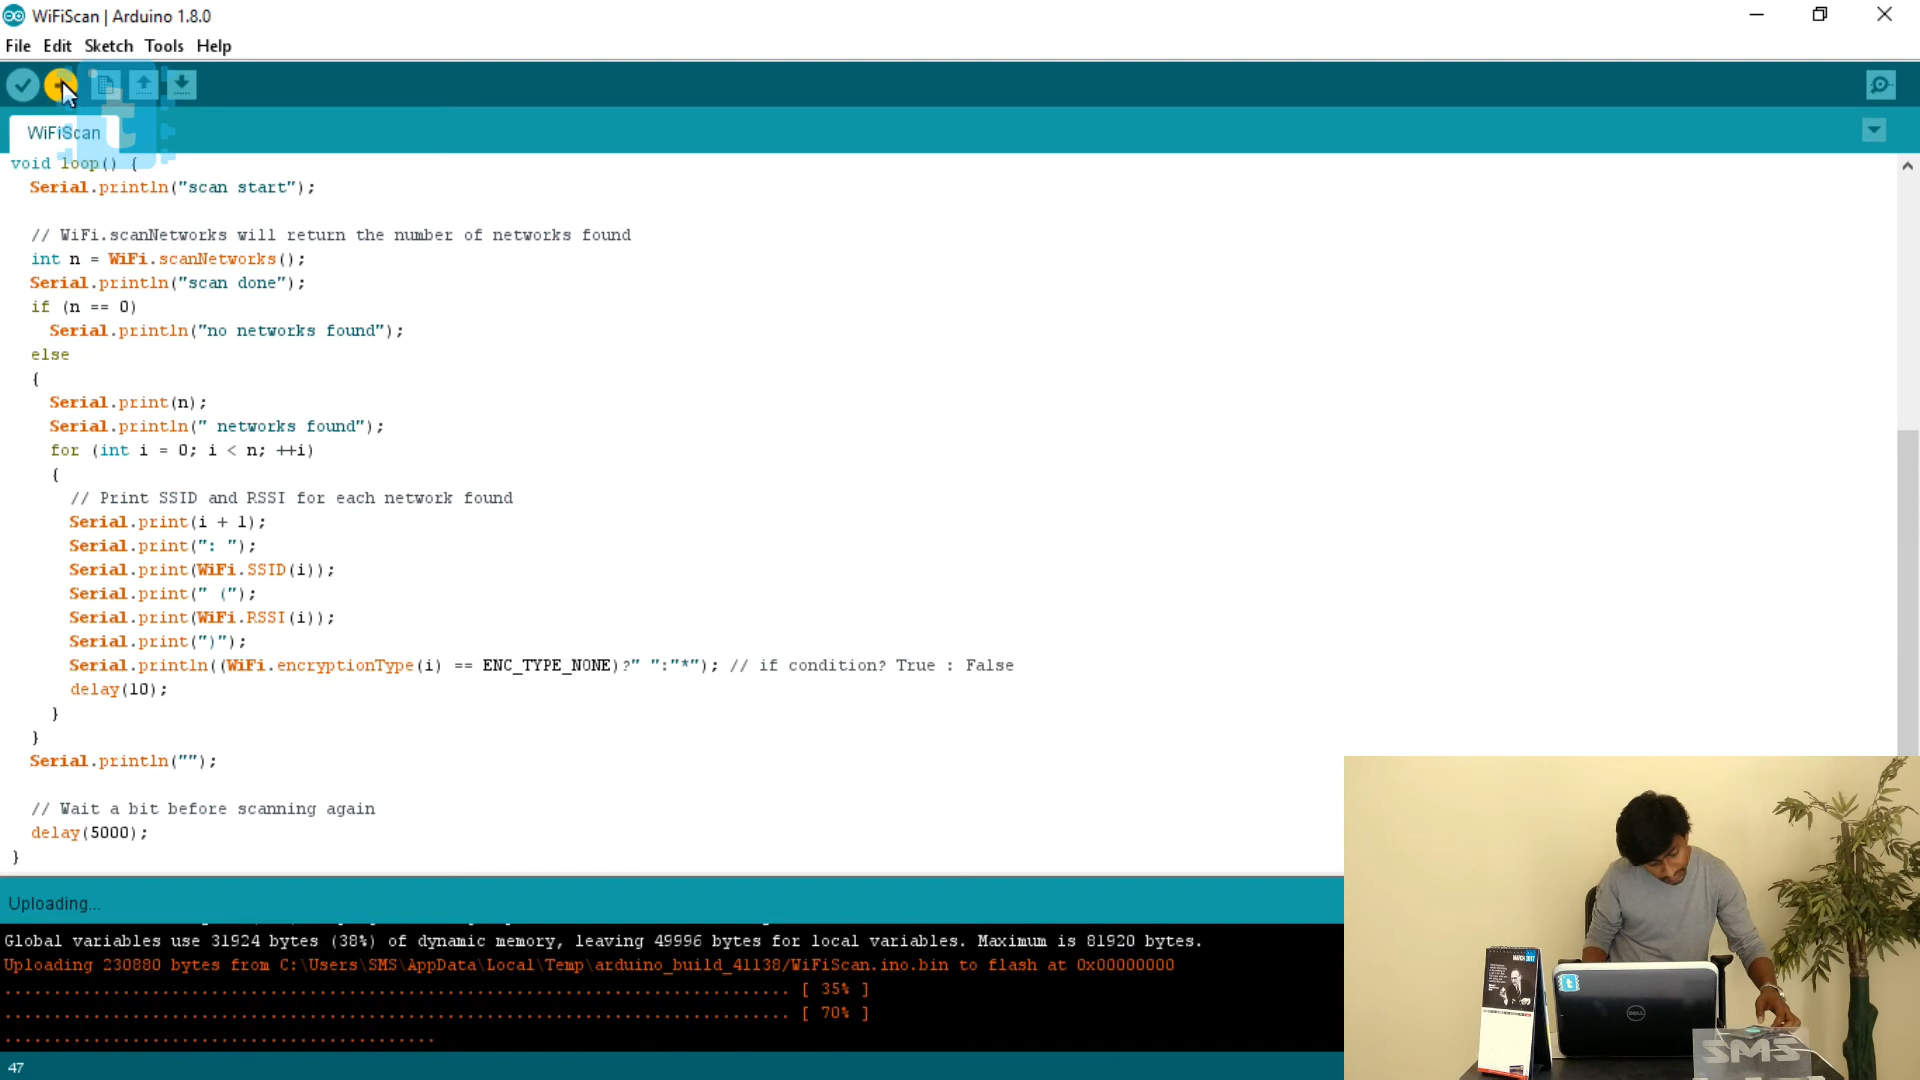 WiFiScan | Arduino 1.8.0
File Edit Sketch Tools Help
t
WiFiScan
void loop() {
Serial.println("scan start");
// WiFi.scanNetworks will return the number of networks found
int n = WiFi.scanNetworks();
Serial.println("scan done");
if (n == 0)
Serial.println("no networks found");
else
{
Serial.print(n);
Serial.println(" networks found");
for (int i = 0; i < n; ++i)
{
// Print SSID and RSSI for each network found
Serial.print(i + 1);
Serial.print(": ");
Serial.print(WiFi.SSID(i));
Serial.print(" (");
Serial.print(WiFi.RSSI(i));
Serial.print(")");
Serial.println((WiFi.encryptionType(i) == ENC_TYPE_NONE)?" ":"*"); // if condition? True : False
delay(10);
}
}
Serial.println("");
// Wait a bit before scanning again
delay(5000);
}
Uploading...
Global variables use 31924 bytes (38%) of dynamic memory, leaving 49996 bytes for local variables. Maximum is 81920 bytes.
Uploading 230880 bytes from C:\Users\SMS\AppData\Local\Temp\arduino_build_41138/WiFiScan.ino.bin to flash at 0x00000000
................................................................................ [ 35% ]
................................................................................ [ 70% ]
............................................
47
MARCH 2017
t
DELL
SMS